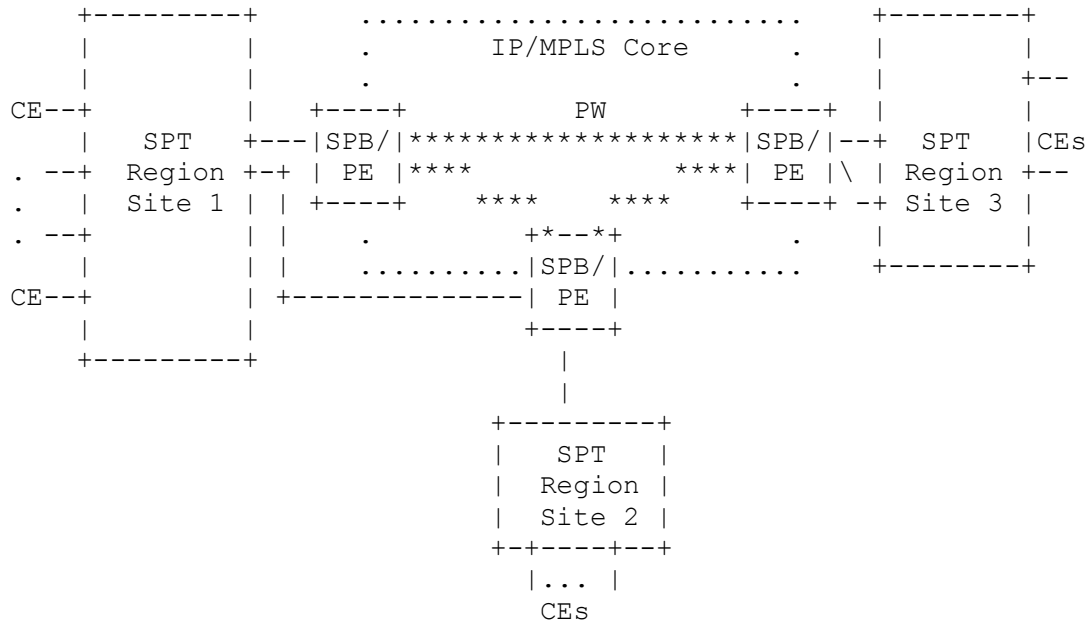 IP/MPLS Core
CE
PW
SPT SPB/ SPB/ SPT CEs
. Region PE PE Region
. Site 1 Site 3
.
SPB/
CE PE
SPT
Region
Site 2
...
CEs